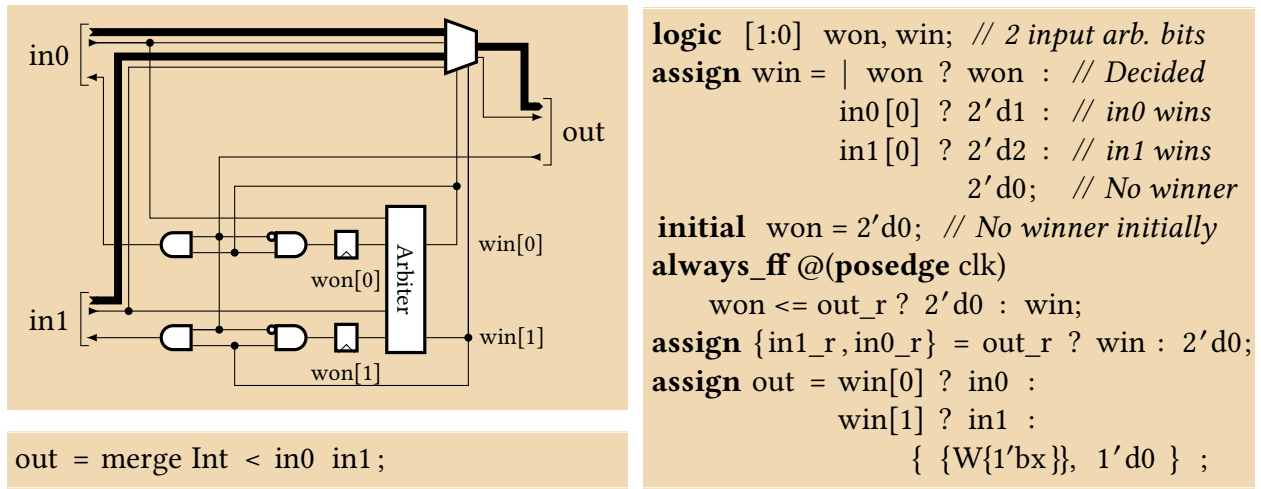 in0
out
Arbiter
win[0]
won[0]
in1
win[1]
won[1]
out = merge Int < in0 in1 ;
logic [1:0] won, win; // 2 input arb. bits
assign win = | won ? won : // Decided
in0 [0] ? 2′d1 : // in0 wins
in1 [0] ? 2′d2 : // in1 wins
2′d0; // No winner
initial won = 2′d0; // No winner initially
always_ff @(posedge clk)
won <= out_r ? 2′d0 : win;
assign {in1_r , in0_r} = out_r ? win : 2′d0;
assign out = win[0] ? in0 :
win[1] ? in1 :
{ {W{1′bx}}, 1′d0 } ;